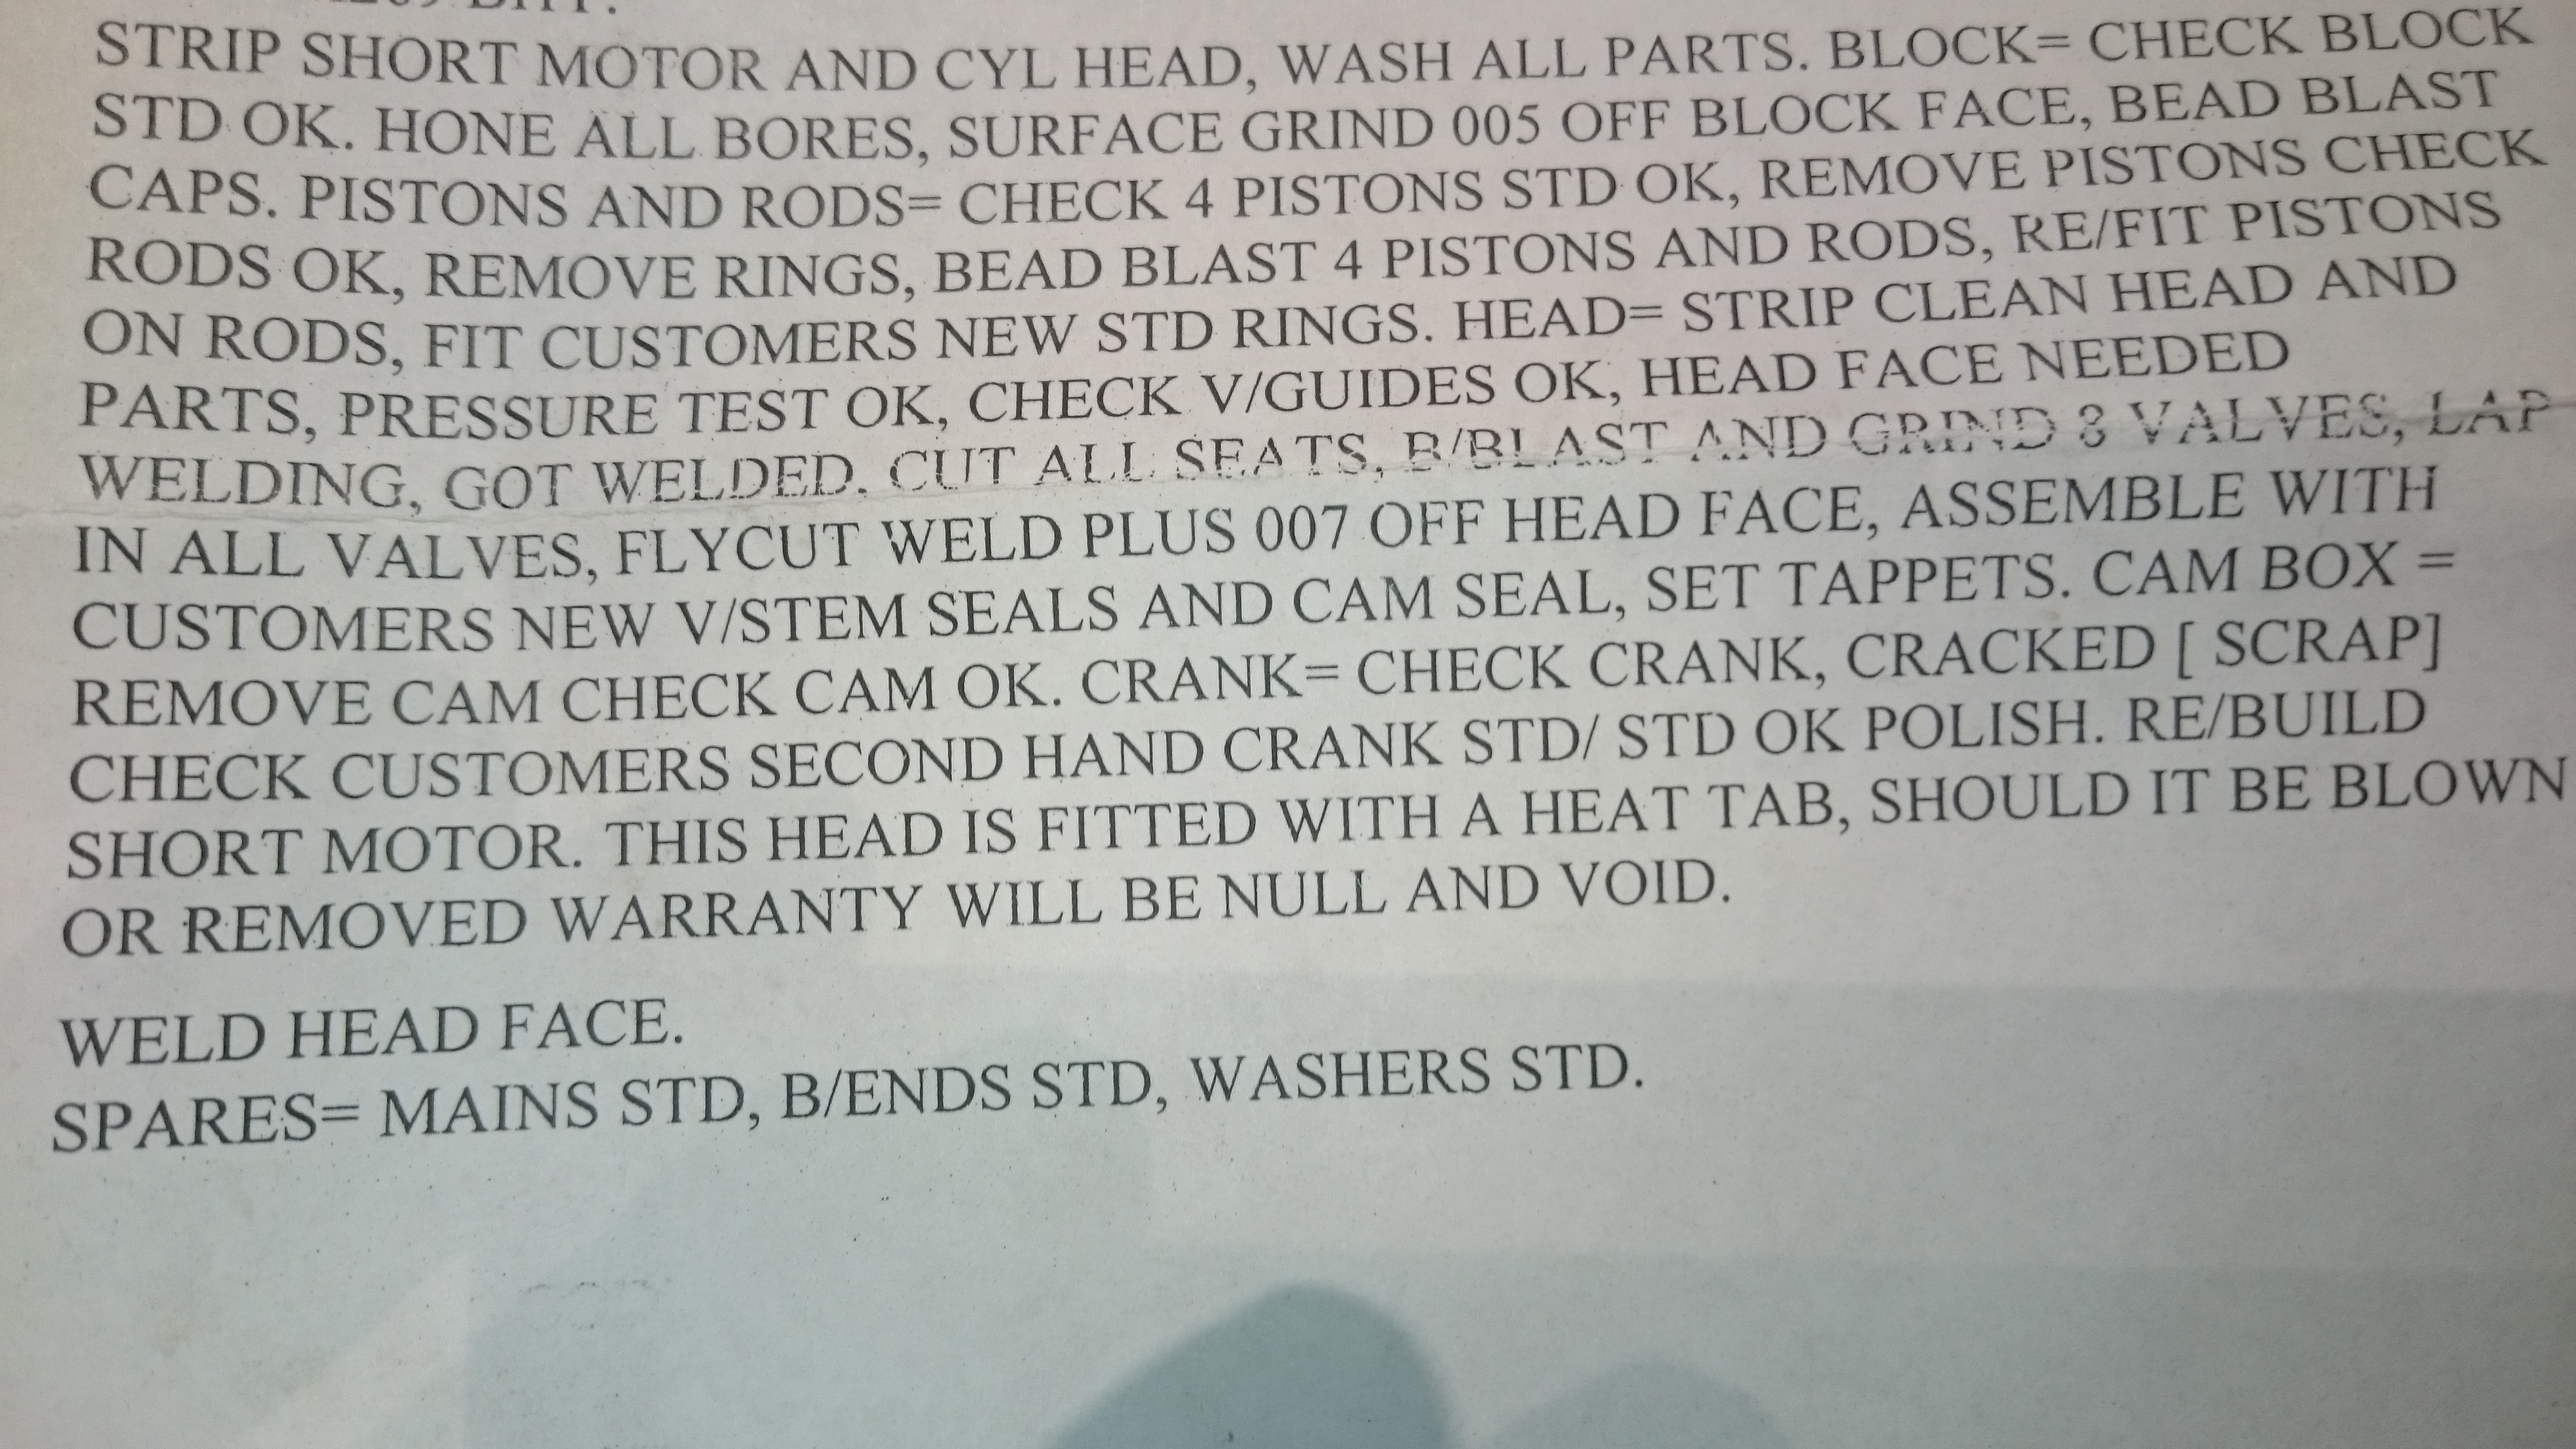 STRIP SHORT MOTOR AND CYL HEAD, WASH ALL PARTS. BLOCK= CHECK BLOCK
STD OK. HONE ALL BORES, SURFACE GRIND 005 OFF BLOCK FACE, BEAD BLAST
CAPS. PISTONS AND RODS= CHECK 4 PISTONS STD OK, REMOVE PISTONS CHECK
RODS OK, REMOVE RINGS, BEAD BLAST 4 PISTONS AND RODS, RE/FIT PISTONS
ON RODS, FIT CUSTOMERS NEW STD RINGS. HEAD= STRIP CLEAN HEAD AND
PARTS, PRESSURE TEST OK, CHECK V/GUIDES OK, HEAD FACE NEEDED
WELDING, GOT WELDED. CUT ALL SEATS, B/BLAST AND GRIND 8 VALVES, LAP
IN ALL VALVES, FLYCUT WELD PLUS 007 OFF HEAD FACE, ASSEMBLE WITH
CUSTOMERS NEW V/STEM SEALS AND CAM SEAL, SET TAPPETS. CAM BOX =
REMOVE CAM CHECK CAM OK. CRANK= CHECK CRANK, CRACKED [ SCRAP]
CHECK CUSTOMERS SECOND HAND CRANK STD/ STD OK POLISH. RE/BUILD
SHORT MOTOR. THIS HEAD IS FITTED WITH A HEAT TAB, SHOULD IT BE BLOWN
OR REMOVED WARRANTY WILL BE NULL AND VOID.
WELD HEAD FACE.
SPARES= MAINS STD, B/ENDS STD, WASHERS STD.